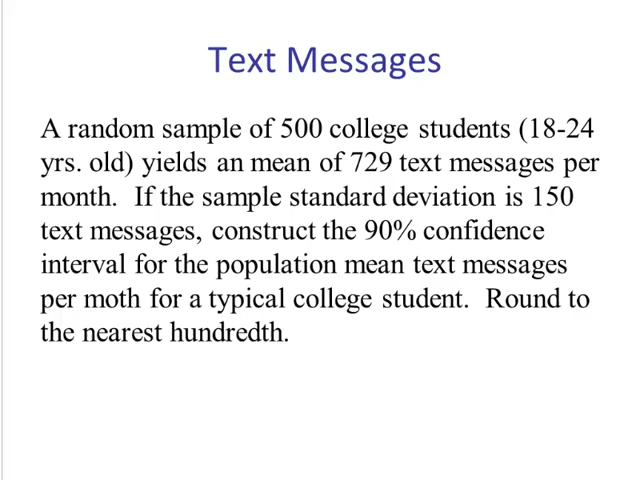 Text Messages
A random sample of 500 college students (18-24
yrs. old) yields an mean of 729 text messages per
month.  If the sample standard deviation is 150
text messages, construct the 90% confidence
interval for the population mean text messages
per moth for a typical college student.  Round to
the nearest hundredth.